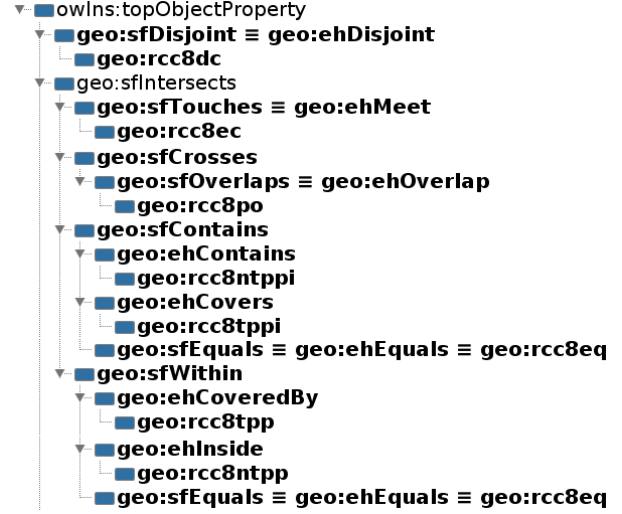 owlns:topObjectProperty
geo:sfDisjoint ≡ geo:ehDisjoint
geo:rcc8dc
geo:sfIntersects
geo:sfTouches ≡ geo:ehMeet
geo:rcc8ec
geo:sfCrosses
geo:sfOverlaps ≡ geo:ehOverlap
geo:rcc8po
geo:sfContains
geo:ehContains
geo:rcc8ntppi
geo:ehCovers
geo:rcc8tppi
geo:sfEquals ≡ geo:ehEquals ≡ geo:rcc8eq
geo:sfWithin
geo:ehCoveredBy
geo:rcc8tpp
geo:ehInside
geo:rcc8ntpp
geo:sfEquals ≡ geo:ehEquals ≡ geo:rcc8eq